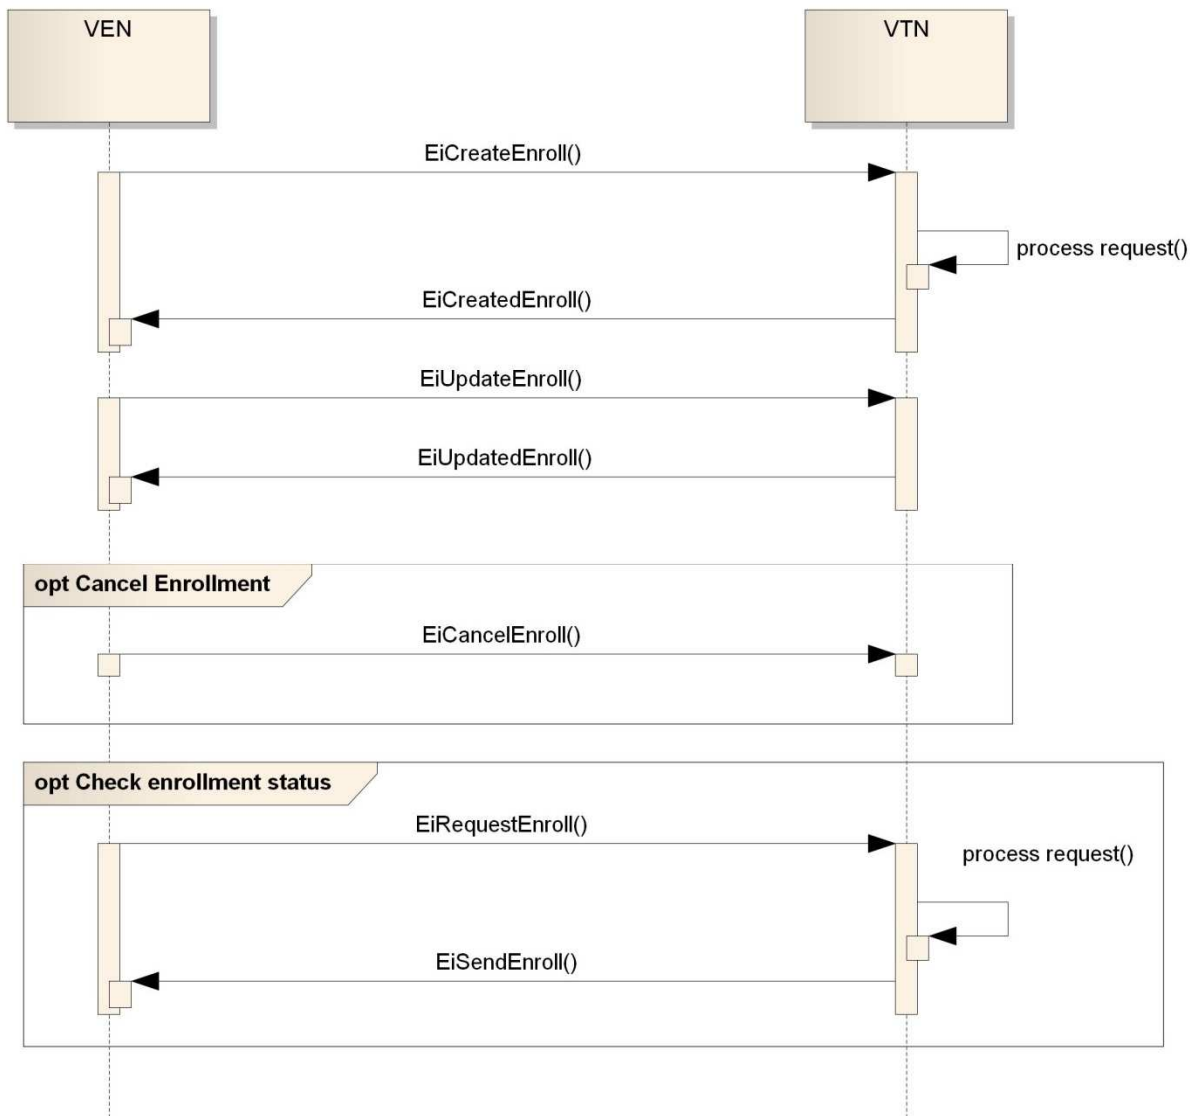 VEN
VTN
EiCreateEnroll()
process request()
EiCreatedEnroll()
EiUpdateEnroll()
EiUpdatedEnroll()
opt Cancel Enrollment
EiCancelEnroll()
opt Check enrollment status
EiRequestEnroll()
process request()
EiSendEnroll()